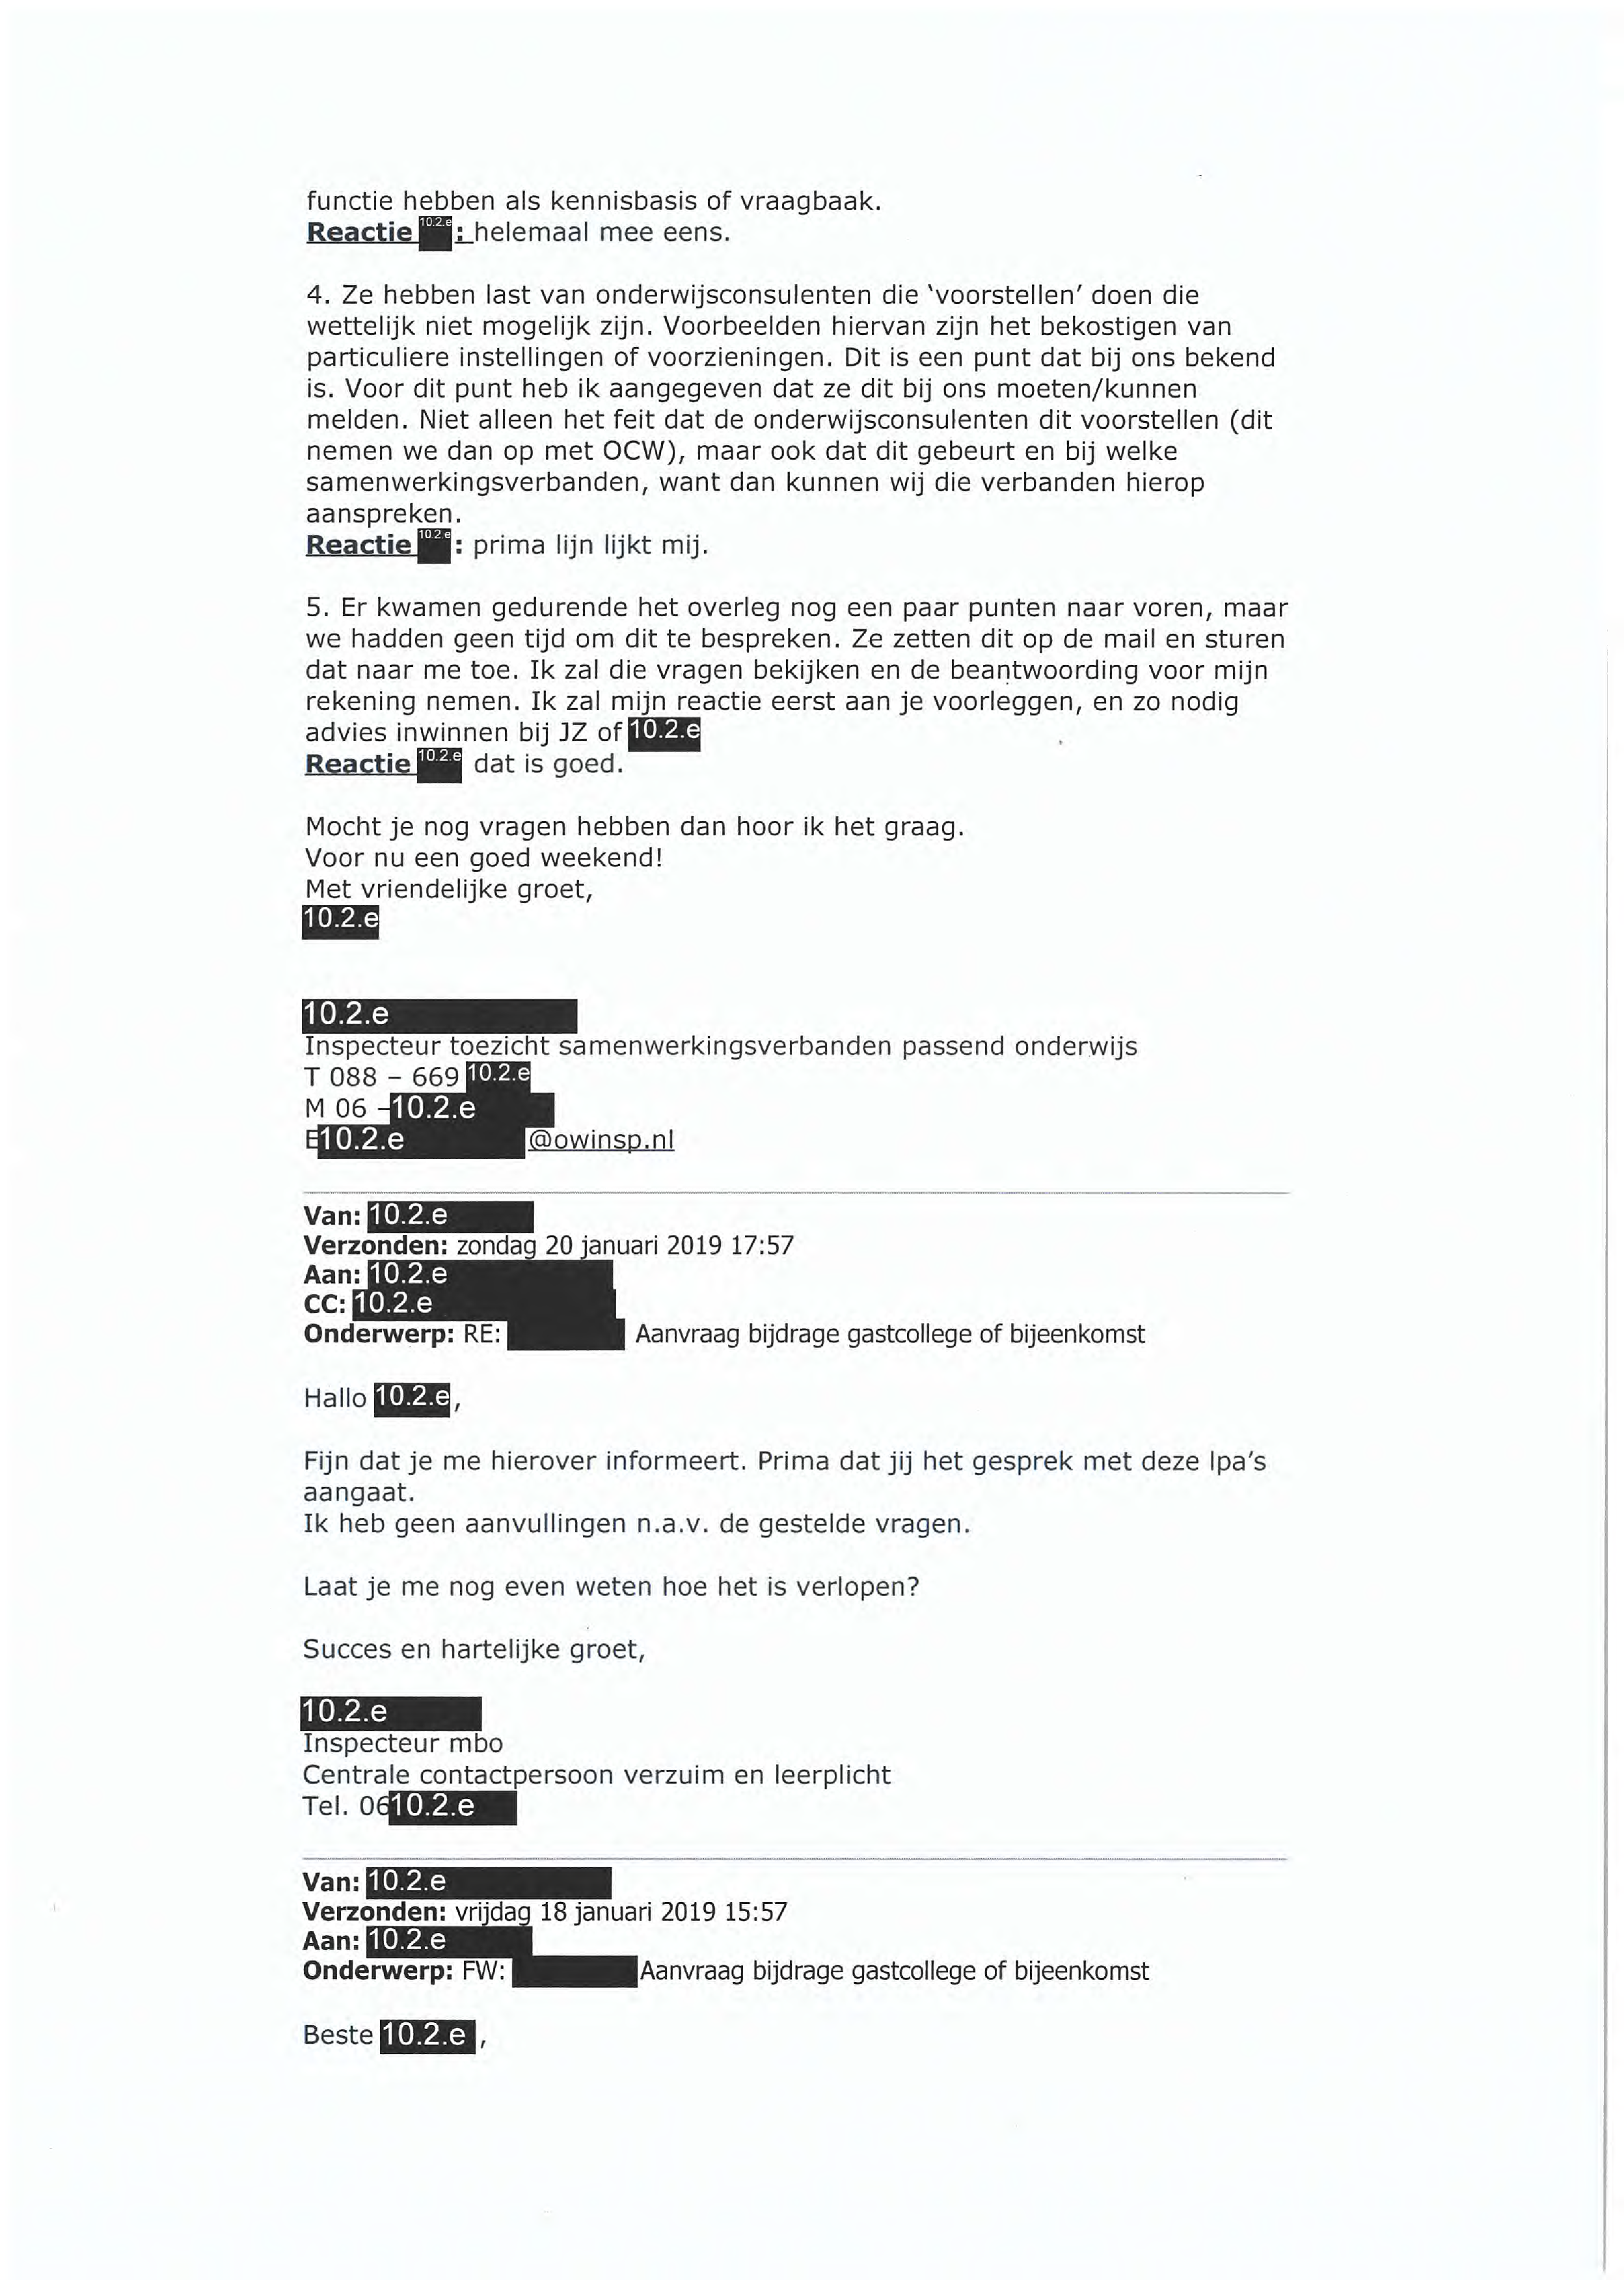 functie hebben als kennisbasis of vraagbaak.
Reactie 10.2.e: helemaal mee eens.
4. Ze hebben last van onderwijsconsulenten die ‘voorstellen’ doen die
wettelijk niet mogelijk zijn. Voorbeelden hiervan zijn het bekostigen van
particuliere instellingen of voorzieningen. Dit is een punt dat bij ons bekend
is. Voor dit punt heb ik aangegeven dat ze dit bij ons moeten/kunnen
melden. Niet alleen het feit dat de onderwijsconsulenten dit voorstellen (dit
nemen we dan op met OCW), maar ook dat dit gebeurt en bij welke
samenwerkingsverbanden, want dan kunnen wij die verbanden hierop
aanspreken.
Reactie 10.2.e: prima lijn lijkt mij.
5. Er kwamen gedurende het overleg nog een paar punten naar voren, maar
we hadden geen tijd om dit te bespreken. Ze zetten dit op de mail en sturen
dat naar me toe. Ik zal die vragen bekijken en de beantwoording voor mijn
rekening nemen. Ik zal mijn reactie eerst aan je voorleggen, en zo nodig
advies inwinnen bij JZ of 10.2.e
Reactie 10.2.e dat is goed.
Mocht je nog vragen hebben dan hoor ik het graag.
Voor nu een goed weekend!
Met vriendelijke groet,
10.2.e
10.2.e
Inspecteur toezicht samenwerkingsverbanden passend onderwijs
T 088 – 669 10.2.e
M 06 –10.2.e
E10.2.e @owinsp.nl
Van: 10.2.e
Verzonden: zondag 20 januari 2019 17:57
Aan: 10.2.e
CC: 10.2.e
Onderwerp: RE: Aanvraag bijdrage gastcollege of bijeenkomst
Hallo 10.2.e,
Fijn dat je me hierover informeert. Prima dat jij het gesprek met deze lpa's
aangaat.
Ik heb geen aanvullingen n.a.v. de gestelde vragen.
Laat je me nog even weten hoe het is verlopen?
Succes en hartelijke groet,
10.2.e
Inspecteur mbo
Centrale contactpersoon verzuim en leerplicht
Tel. 0610.2.e
Van: 10.2.e
Verzonden: vrijdag 18 januari 2019 15:57
Aan: 10.2.e
Onderwerp: FW: Aanvraag bijdrage gastcollege of bijeenkomst
Beste 10.2.e ,